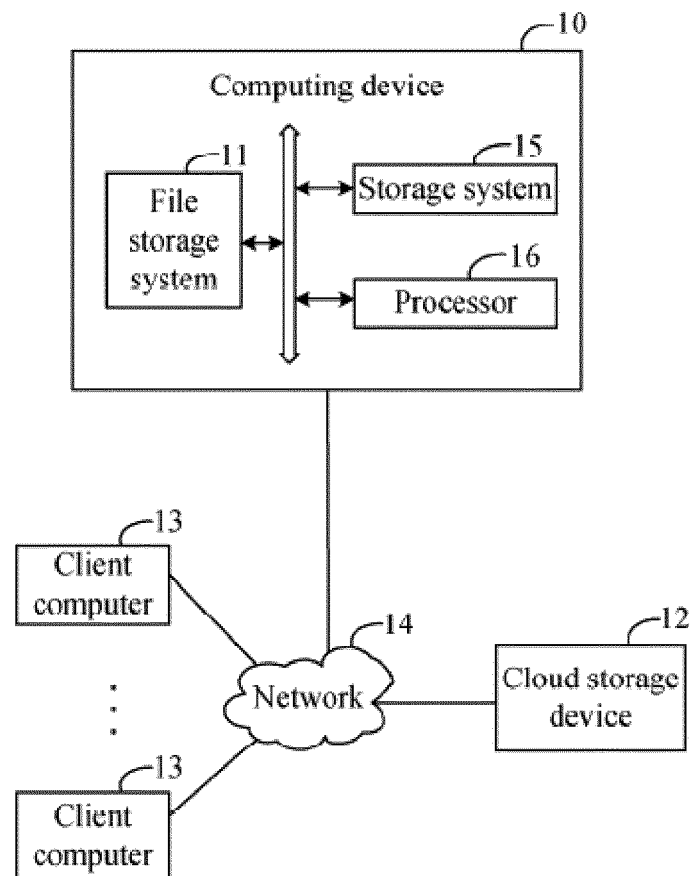 10
Computing device
11
File
storage
system
15
Storage system
16
Processor
13
Client
computer
14
Network
12
Cloud storage
device
13
Client
computer